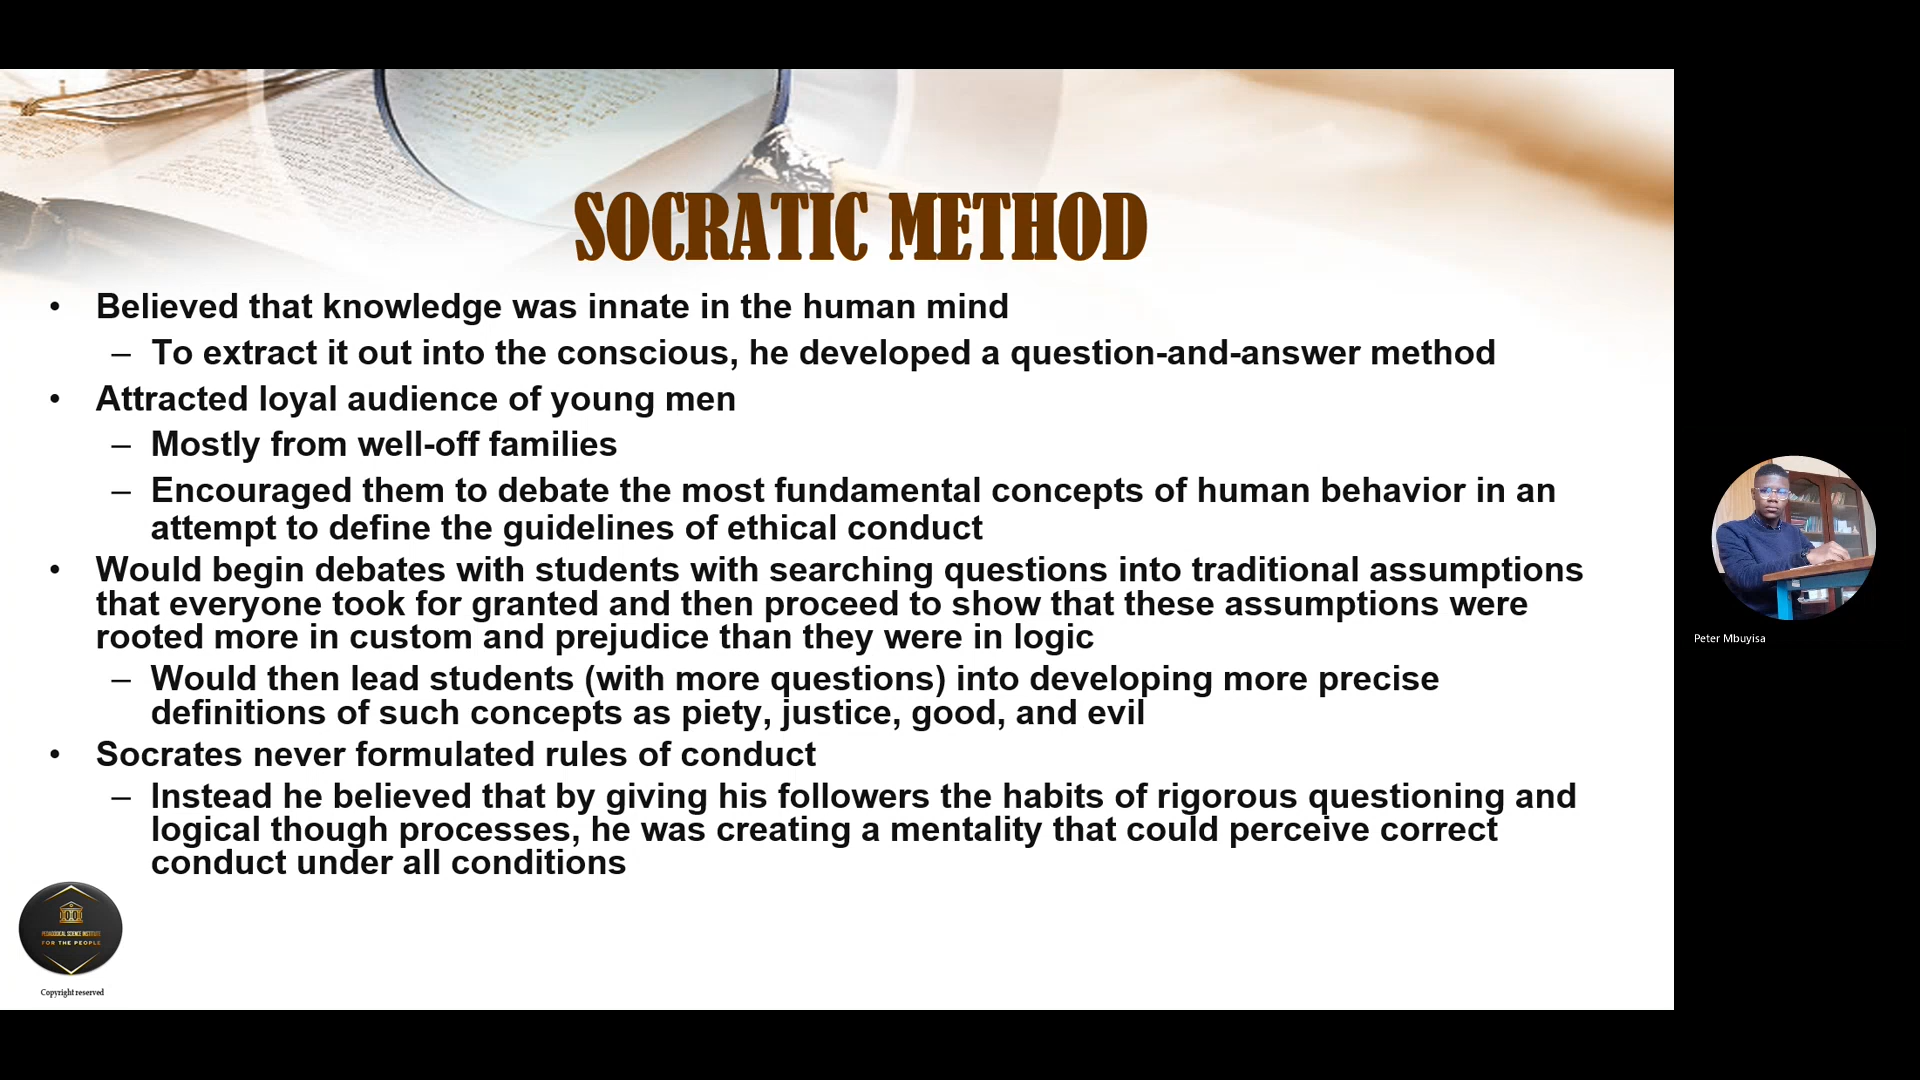 SOCRATIC METHOD
• Believed that knowledge was innate in the human mind
– To extract it out into the conscious, he developed a question-and-answer method
• Attracted loyal audience of young men
– Mostly from well-off families
– Encouraged them to debate the most fundamental concepts of human behavior in an
attempt to define the guidelines of ethical conduct
• Would begin debates with students with searching questions into traditional assumptions
that everyone took for granted and then proceed to show that these assumptions were
rooted more in custom and prejudice than they were in logic
– Would then lead students (with more questions) into developing more precise
definitions of such concepts as piety, justice, good, and evil
• Socrates never formulated rules of conduct
– Instead he believed that by giving his followers the habits of rigorous questioning and
logical though processes, he was creating a mentality that could perceive correct
conduct under all conditions
PEDAGOGICAL SCIENCE INSTITUTE
FOR THE PEOPLE
Copyright reserved
Peter Mbuyisa